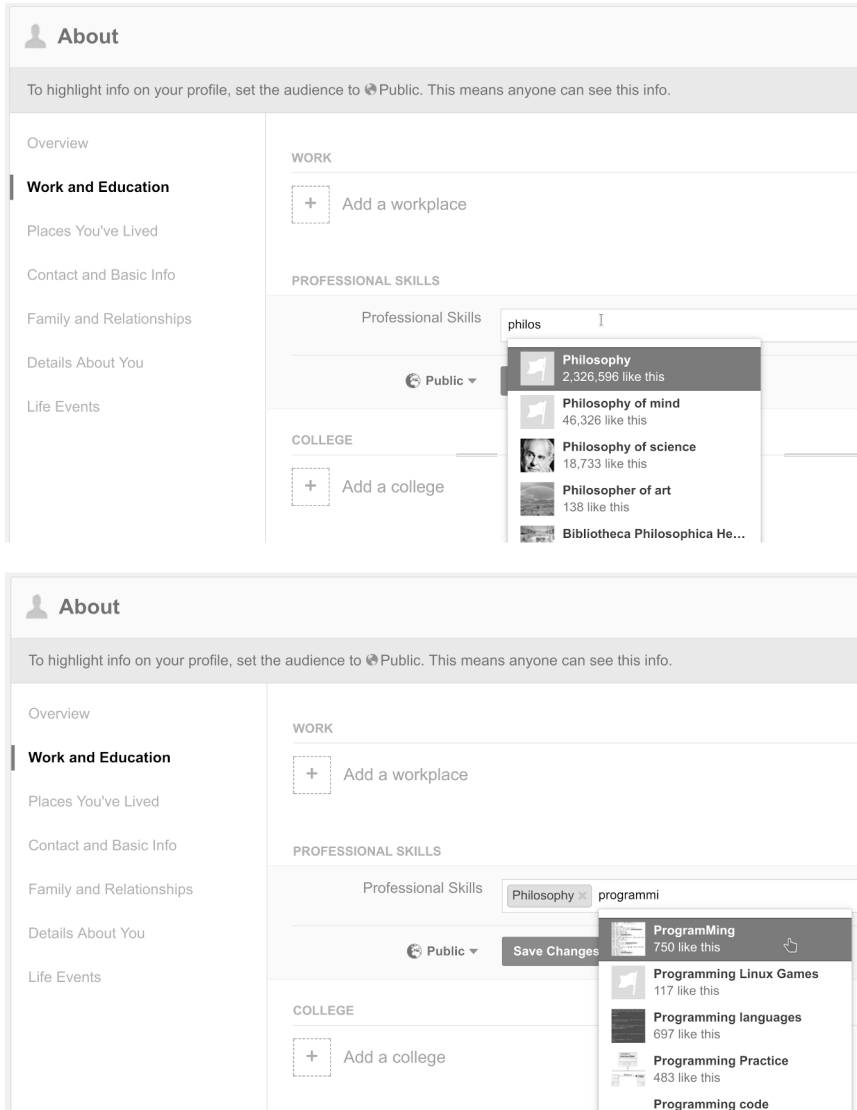 About
To highlight info on your profile, set the audience to Public. This means anyone can see this info.
Overview
Work and Education
Places You've Lived
Contact and Basic Info
Family and Relationships
Details About You
Life Events
WORK
+ Add a workplace
PROFESSIONAL SKILLS
Professional Skills philos
Public
Philosophy
2,326,596 like this
Philosophy of mind
46,326 like this
Philosophy of science
18,733 like this
Philosopher of art
138 like this
Bibliotheca Philosophica He...
COLLEGE
+ Add a college
About
To highlight info on your profile, set the audience to Public. This means anyone can see this info.
Overview
Work and Education
Places You've Lived
Contact and Basic Info
Family and Relationships
Details About You
Life Events
WORK
+ Add a workplace
PROFESSIONAL SKILLS
Professional Skills Philosophy × programmi
Public Save Changes
ProgramMing
750 like this
Programming Linux Games
117 like this
Programming languages
697 like this
Programming Practice
483 like this
Programming code
COLLEGE
+ Add a college